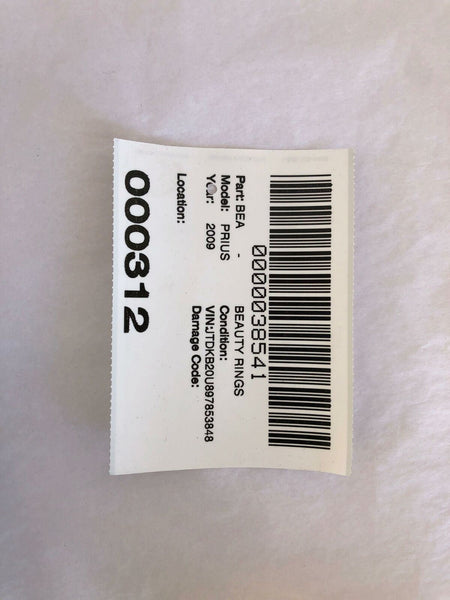 0000038541
Part: BEA - BEAUTY RINGS
Model: PRIUS Condition:
Year: 2009 VIN:JTDKB20U897853848
Damage Code:
Location:
000312